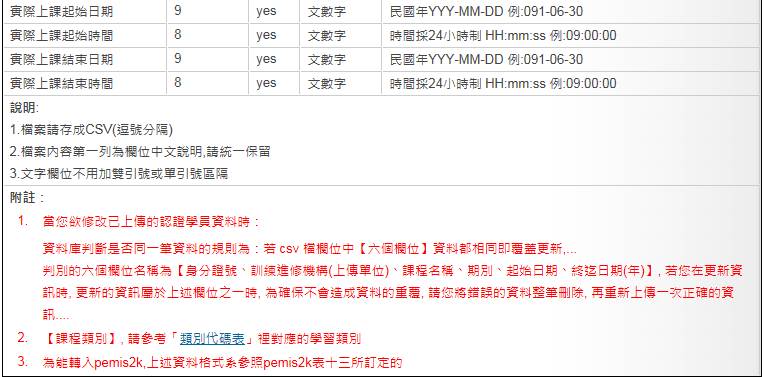 實際上課起始日期 9 yes 文數字 民國年YYY-MM-DD 例:091-06-30
實際上課起始時間 8 yes 文數字 時間採24小時制 HH:mm:ss 例:09:00:00
實際上課結束日期 9 yes 文數字 民國年YYY-MM-DD 例:091-06-30
實際上課結束時間 8 yes 文數字 時間採24小時制 HH:mm:ss 例:09:00:00
說明:
1.檔案請存成CSV(逗號分隔)
2.檔案內容第一列為欄位中文說明,請統一保留
3.文字欄位不用加雙引號或單引號區隔
附註：
1. 當您欲修改已上傳的認證學員資料時：
資料庫判斷是否同一筆資料的規則為：若 csv 檔欄位中【六個欄位】資料都相同即覆蓋更新,...
判別的六個欄位名稱為【身分證號、訓練進修機構(上傳單位)、課程名稱、期別、起始日期、終迄日期(年)】, 若您在更新資
訊時, 更新的資訊屬於上述欄位之一時, 為確保不會造成資料的重覆, 請您將錯誤的資料整筆刪除, 再重新上傳一次正確的資
訊....
2. 【課程類別】, 請參考「類別代碼表」裡對應的學習類別
3. 為能轉入pemis2k,上述資料格式系參照pemis2k表十三所訂定的